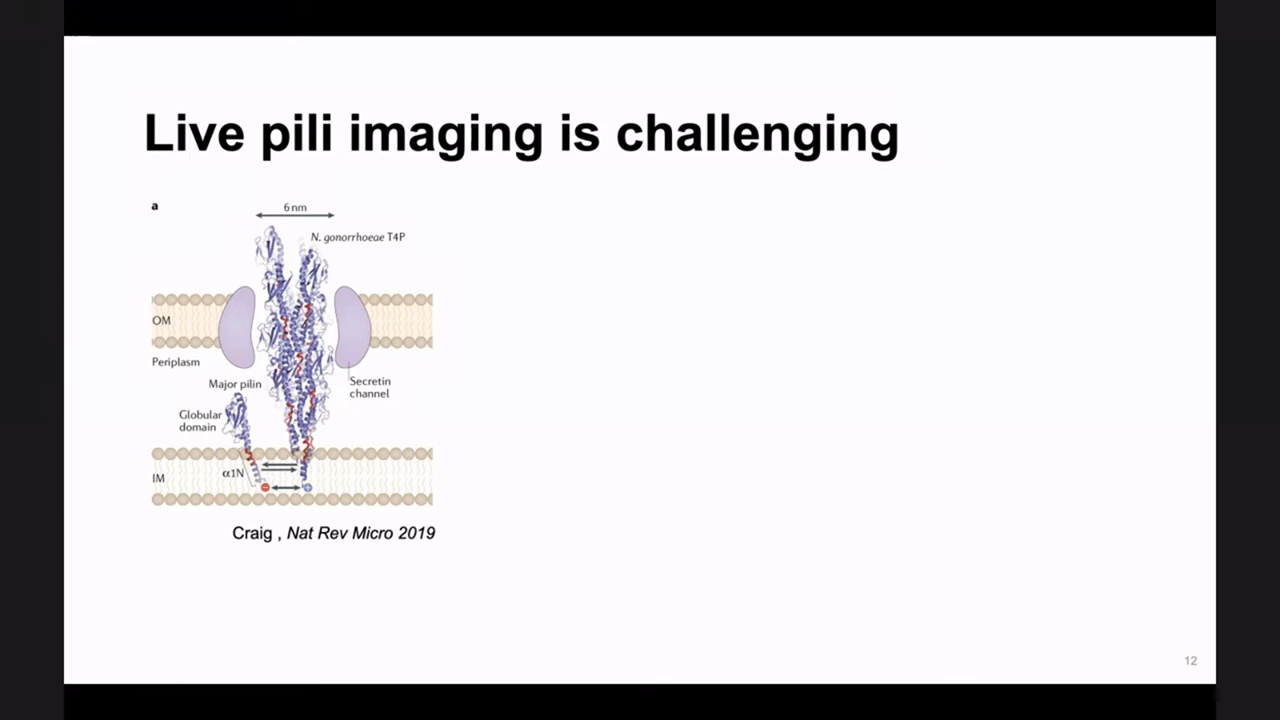 Live pili imaging is challenging
a
6 nm
N. gonorrhoeae T4P
OM
Periplasm
Major pilin
Secretin
channel
Globular
domain
α1N
IM
−
+
Craig , Nat Rev Micro 2019
12